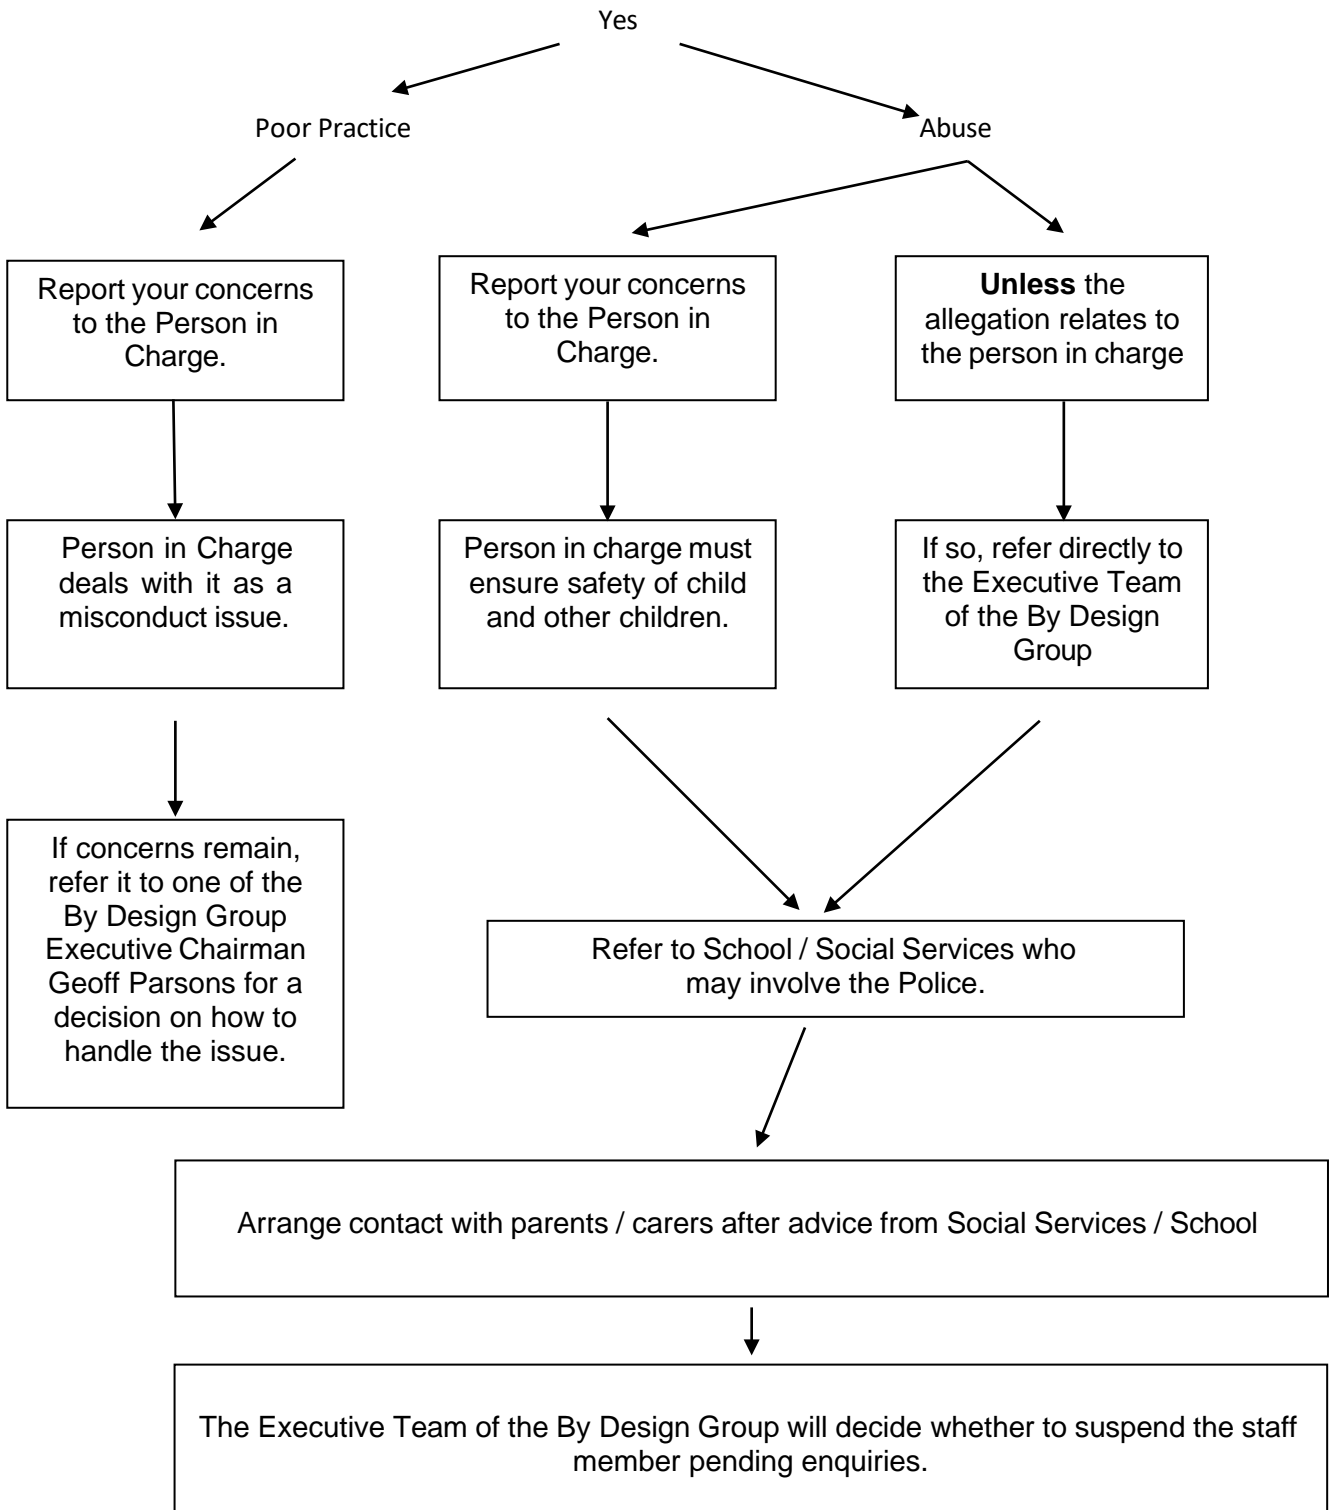 Yes
Poor Practice
Abuse
Report your concerns
to the Person in
Charge.
Report your concerns
to the Person in
Charge.
Unless the
allegation relates to
the person in charge
Person in Charge
deals with it as a
misconduct issue.
Person in charge must
ensure safety of child
and other children.
If so, refer directly to
the Executive Team
of the By Design
Group
If concerns remain,
refer it to one of the
By Design Group
Executive Chairman
Geoff Parsons for a
decision on how to
handle the issue.
Refer to School / Social Services who
may involve the Police.
Arrange contact with parents / carers after advice from Social Services / School
The Executive Team of the By Design Group will decide whether to suspend the staff
member pending enquiries.